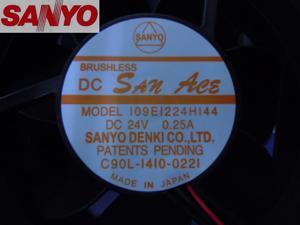 SANYO
SANYO
BRUSHLESS
DC SAN ACE
MODEL 109E1224H144
DC 24V 0.25A
SANYO DENKI CO.,LTD.
PATENTS PENDING
C90L-1410-0221
MADE IN JAPAN